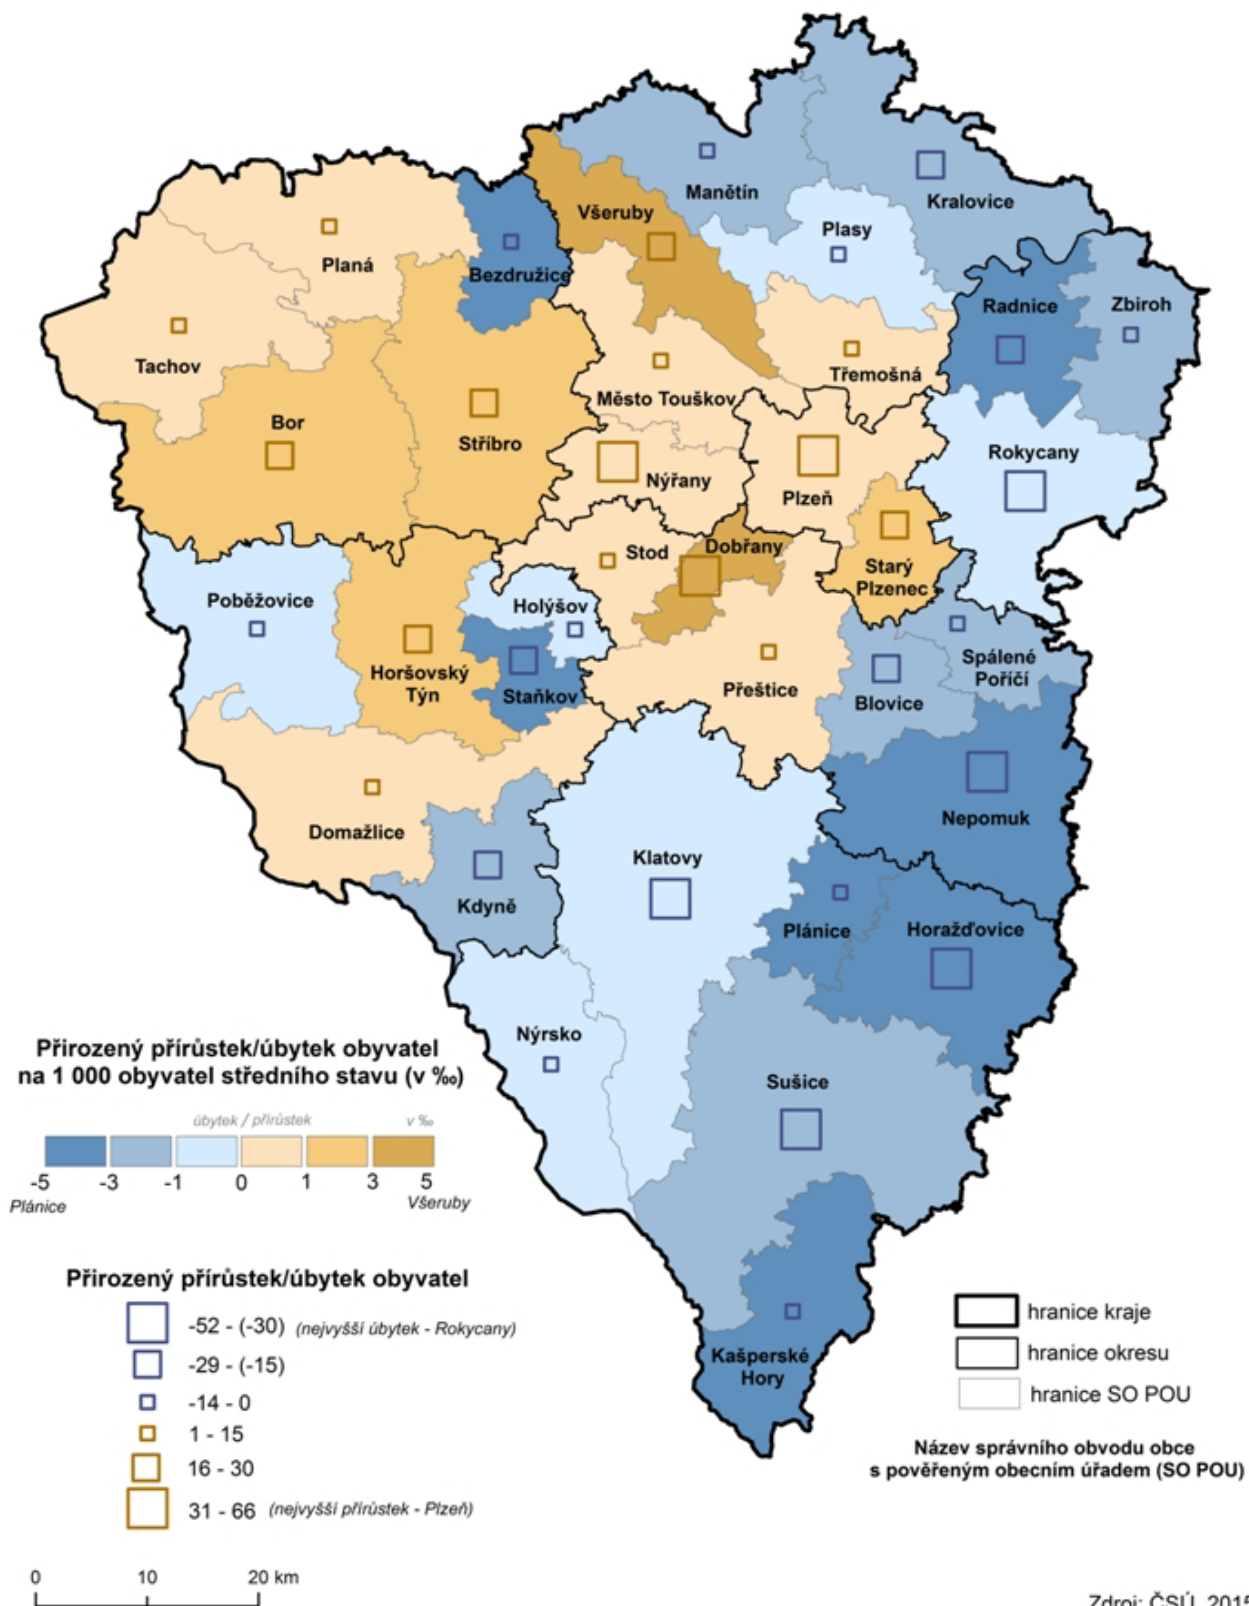 Manětín
Kralovice
Všeruby
Plasy
Planá
Bezdružice
Radnice
Zbiroh
Tachov
Třemošná
Město Touškov
Bor
Stříbro
Rokycany
Nýřany
Plzeň
Stod
Dobřany
Starý
Plzenec
Poběžovice
Holýšov
Horšovský
Týn
Staňkov
Přeštice
Spálené
Poříčí
Blovice
Nepomuk
Domažlice
Klatovy
Kdyně
Plánice
Horažďovice
Nýrsko
Sušice
Kašperské
Hory
Přirozený přírůstek/úbytek obyvatel
na 1 000 obyvatel středního stavu (v ‰)
úbytek / přírůstek v ‰
-5 -3 -1 0 1 3 5
Plánice Všeruby
Přirozený přírůstek/úbytek obyvatel
-52 - (-30) (nejvyšší úbytek - Rokycany)
-29 - (-15)
-14 - 0
1 - 15
16 - 30
31 - 66 (nejvyšší přírůstek - Plzeň)
hranice kraje
hranice okresu
hranice SO POU
Název správního obvodu obce
s pověřeným obecním úřadem (SO POU)
0 10 20 km
Zdroj: ČSÚ, 2015